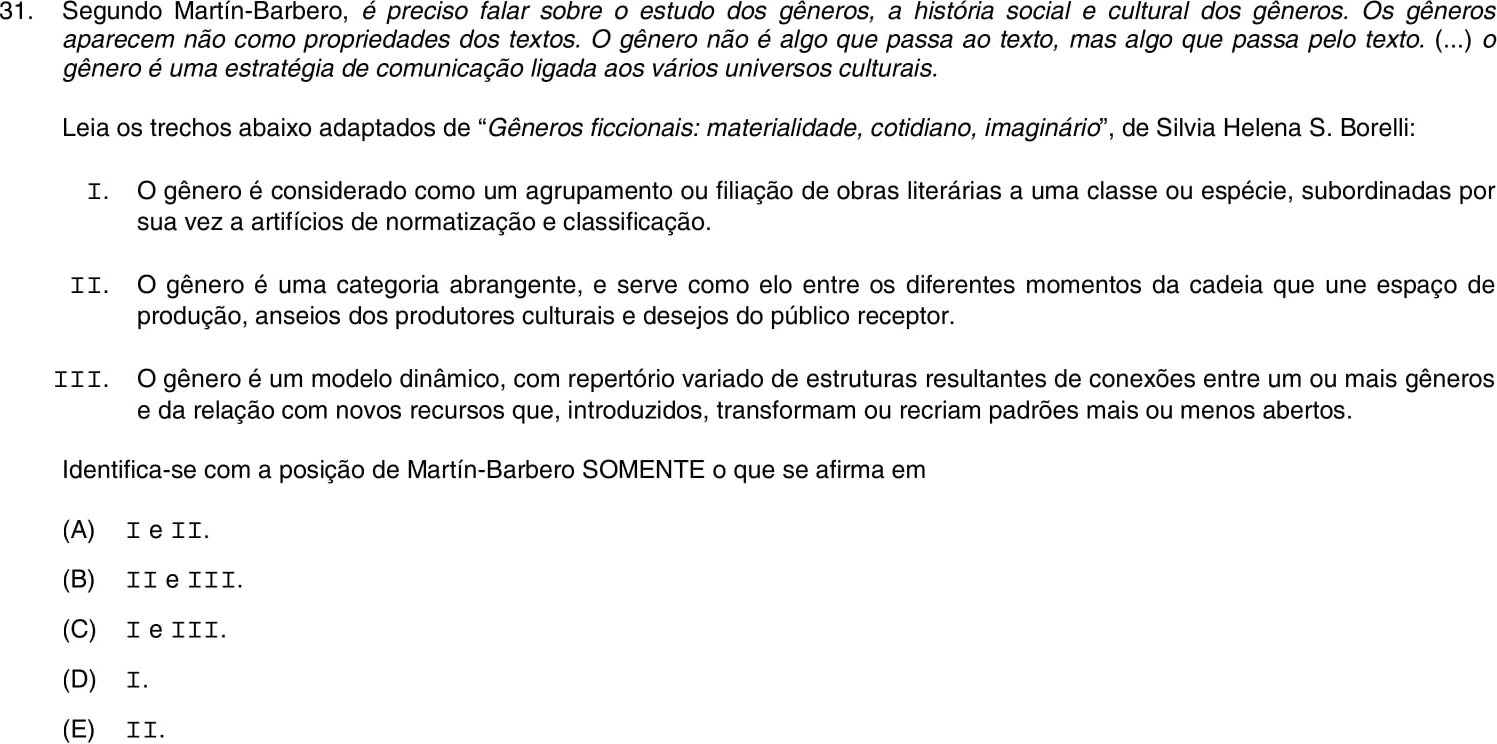 31. Segundo Martín-Barbero, é preciso falar sobre o estudo dos gêneros, a história social e cultural dos gêneros. Os gêneros
aparecem não como propriedades dos textos. O gênero não é algo que passa ao texto, mas algo que passa pelo texto. (...) o
gênero é uma estratégia de comunicação ligada aos vários universos culturais.
Leia os trechos abaixo adaptados de “Gêneros ficcionais: materialidade, cotidiano, imaginário”, de Silvia Helena S. Borelli:
I. O gênero é considerado como um agrupamento ou filiação de obras literárias a uma classe ou espécie, subordinadas por
sua vez a artifícios de normatização e classificação.
II. O gênero é uma categoria abrangente, e serve como elo entre os diferentes momentos da cadeia que une espaço de
produção, anseios dos produtores culturais e desejos do público receptor.
III. O gênero é um modelo dinâmico, com repertório variado de estruturas resultantes de conexões entre um ou mais gêneros
e da relação com novos recursos que, introduzidos, transformam ou recriam padrões mais ou menos abertos.
Identifica-se com a posição de Martín-Barbero SOMENTE o que se afirma em
(A) I e II.
(B) II e III.
(C) I e III.
(D) I.
(E) II.